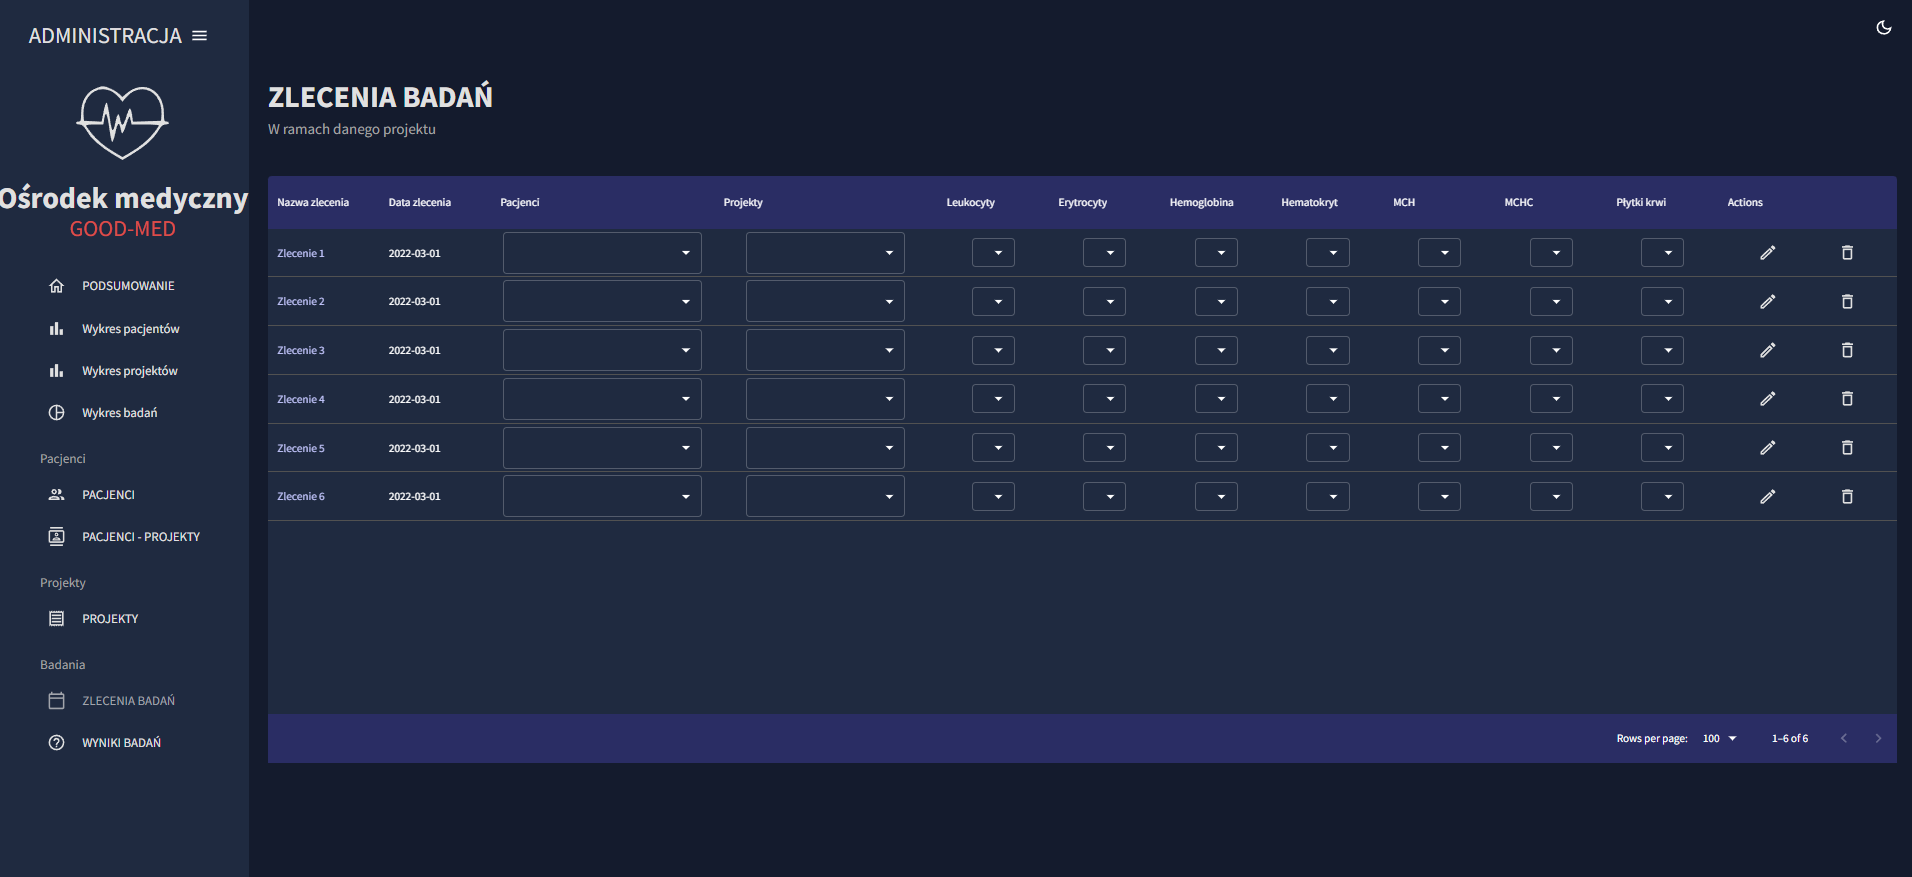 ADMINISTRACJA
Ośrodek medyczny
GOOD-MED
PODSUMOWANIE
Wykres pacjentów
Wykres projektów
Wykres badań
Pacjenci
PACJENCI
PACJENCI - PROJEKTY
Projekty
PROJEKTY
Badania
ZLECENIA BADAŃ
WYNIKI BADAŃ
ZLECENIA BADAŃ
W ramach danego projektu
Nazwa zlecenia Data zlecenia Pacjenci Projekty Leukocyty Erytrocyty Hemoglobina Hematokryt MCH MCHC Płytki krwi Actions
Zlecenie 1 2022-03-01
Zlecenie 2 2022-03-01
Zlecenie 3 2022-03-01
Zlecenie 4 2022-03-01
Zlecenie 5 2022-03-01
Zlecenie 6 2022-03-01
Rows per page: 100 1–6 of 6